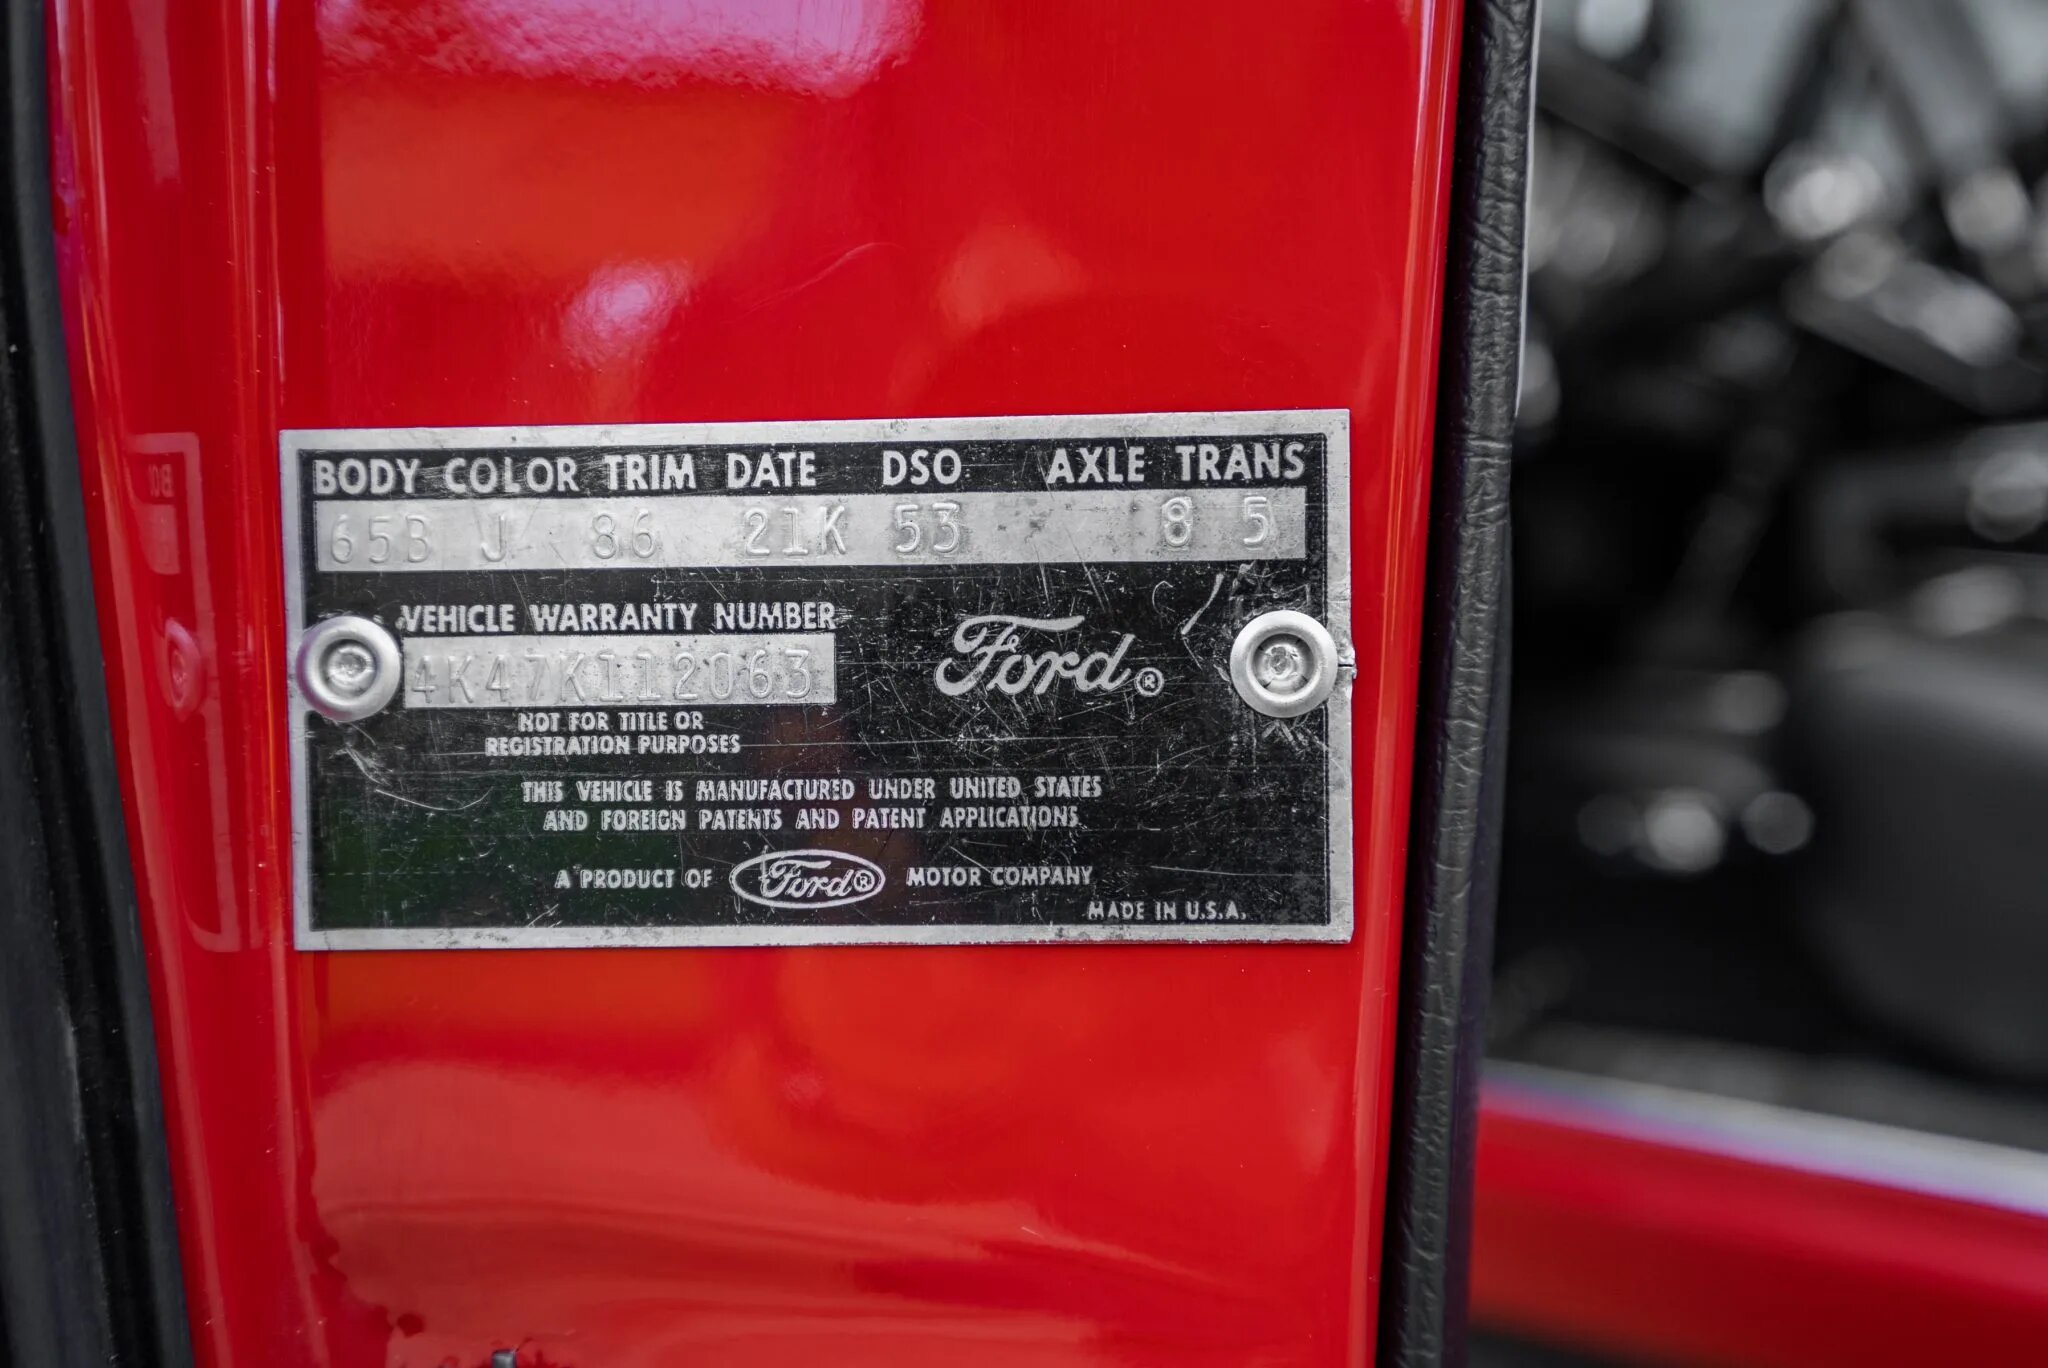 BODY COLOR TRIM DATE DSO AXLE TRANS
65B J 86 21K 53 8 5
VEHICLE WARRANTY NUMBER
4K47K112063
Ford®
NOT FOR TITLE OR
REGISTRATION PURPOSES
THIS VEHICLE IS MANUFACTURED UNDER UNITED STATES
AND FOREIGN PATENTS AND PATENT APPLICATIONS
A PRODUCT OF Ford® MOTOR COMPANY
MADE IN U.S.A.